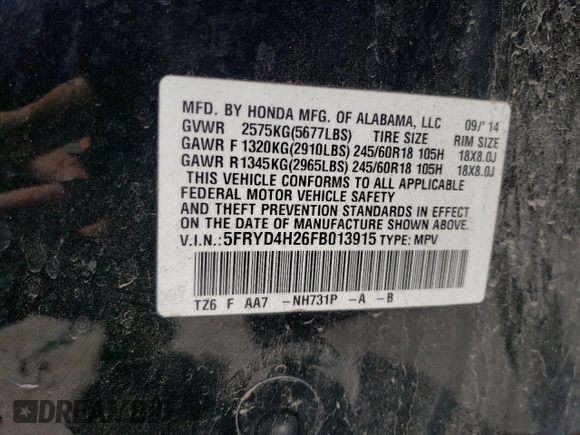 MFD. BY HONDA MFG. OF ALABAMA, LLC 09/'14
GVWR 2575KG(5677LBS) TIRE SIZE RIM SIZE
GAWR F 1320KG(2910LBS) 245/60R18 105H 18X8.0J
GAWR R1345KG(2965LBS) 245/60R18 105H 18X8.0J
THIS VEHICLE CONFORMS TO ALL APPLICABLE
FEDERAL MOTOR VEHICLE SAFETY
AND THEFT PREVENTION STANDARDS IN EFFECT
ON THE DATE OF MANUFACTURE SHOWN ABOVE.
V.I.N.:5FRYD4H26FB013915 TYPE: MPV
TZ6 F AA7 -NH731P -A -B